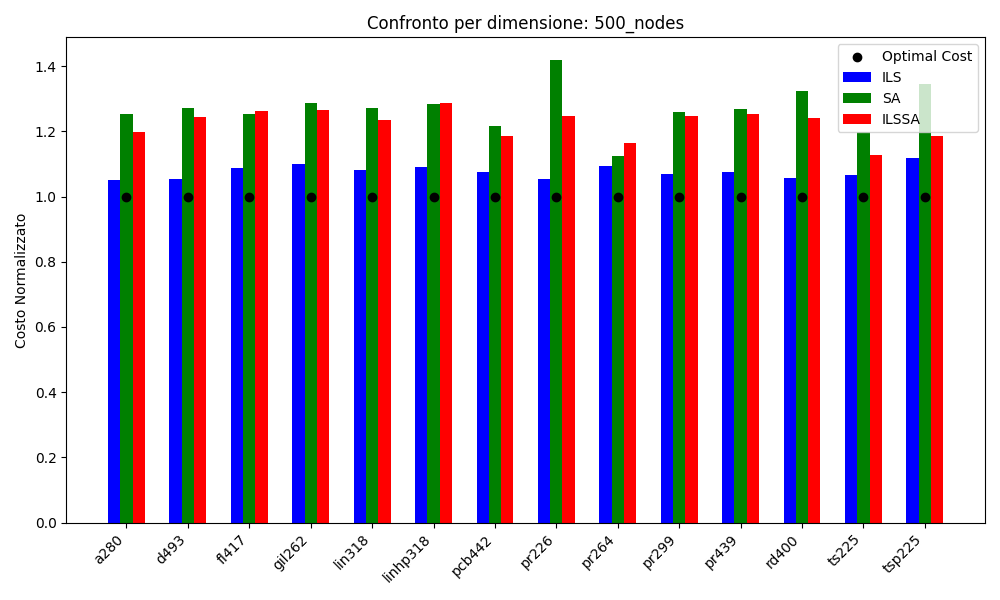 Confronto per dimensione: 500_nodes
Optimal Cost
ILS
SA
ILSSA
Costo Normalizzato
1.4
1.2
1.0
0.8
0.6
0.4
0.2
0.0
a280
d493
fl417
gil262
lin318
linhp318
pcb442
pr226
pr264
pr299
pr439
rd400
ts225
tsp225